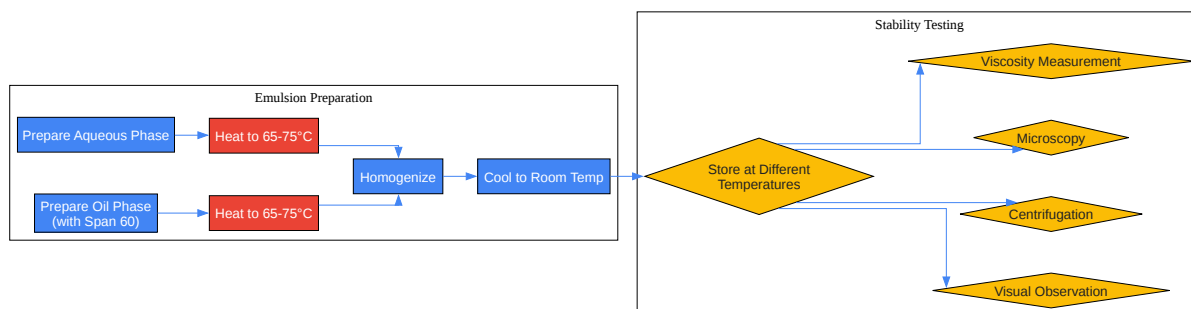 Emulsion Preparation
Prepare Aqueous Phase
Heat to 65-75°C
Prepare Oil Phase
(with Span 60)
Heat to 65-75°C
Homogenize
Cool to Room Temp
Stability Testing
Store at Different
Temperatures
Viscosity Measurement
Microscopy
Centrifugation
Visual Observation